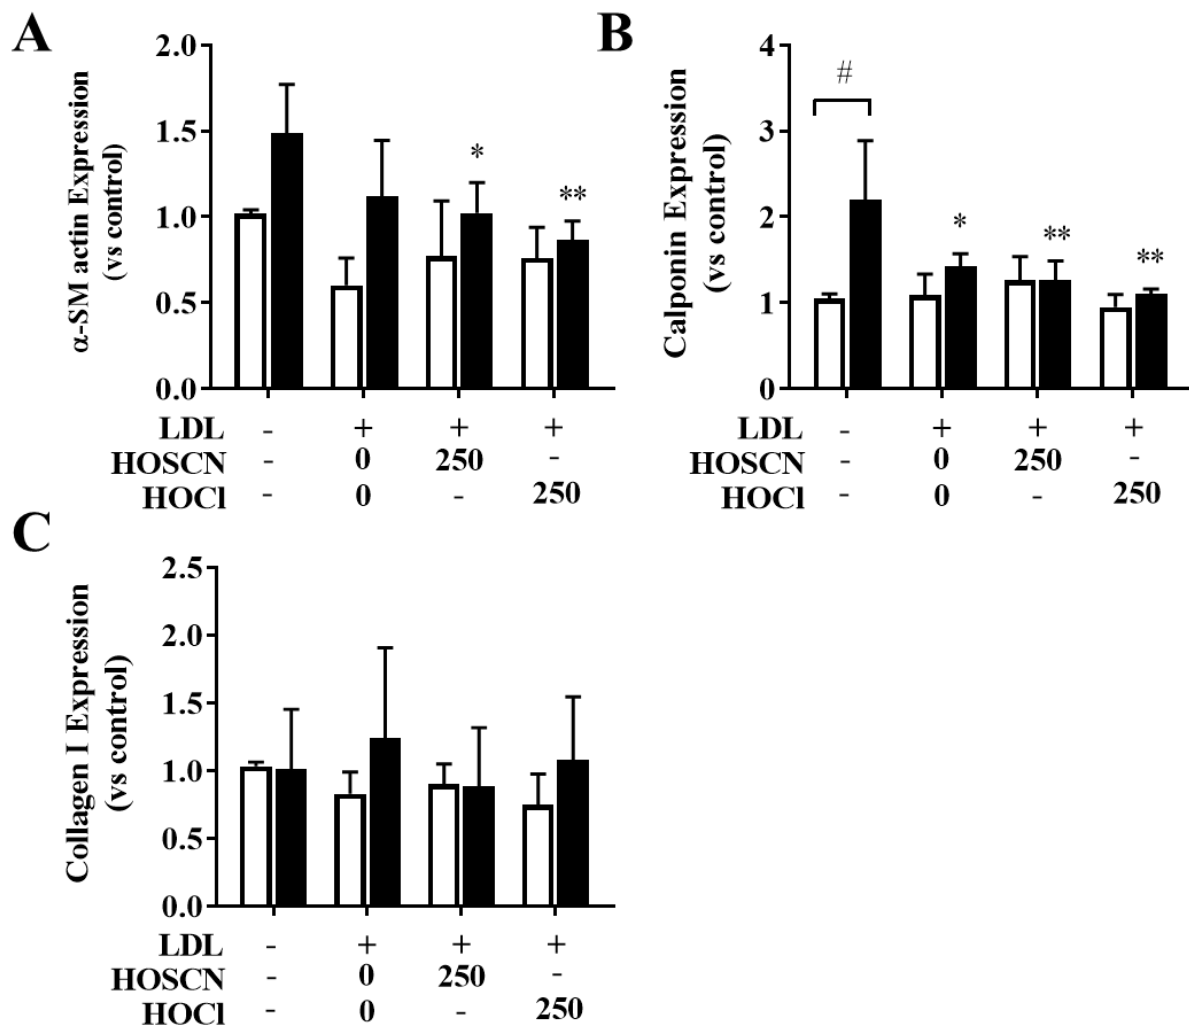 A
α-SM actin Expression
(vs control)
2.0
1.5
1.0
0.5
0.0
*
**
LDL - + + +
HOSCN - 0 250 -
HOCl - 0 - 250
B
Calponin Expression
(vs control)
4
3
2
1
0
#
*
**
**
LDL - + + +
HOSCN - 0 250 -
HOCl - 0 - 250
C
Collagen I Expression
(vs control)
2.5
2.0
1.5
1.0
0.5
0.0
LDL - + + +
HOSCN - 0 250 -
HOCl - 0 - 250